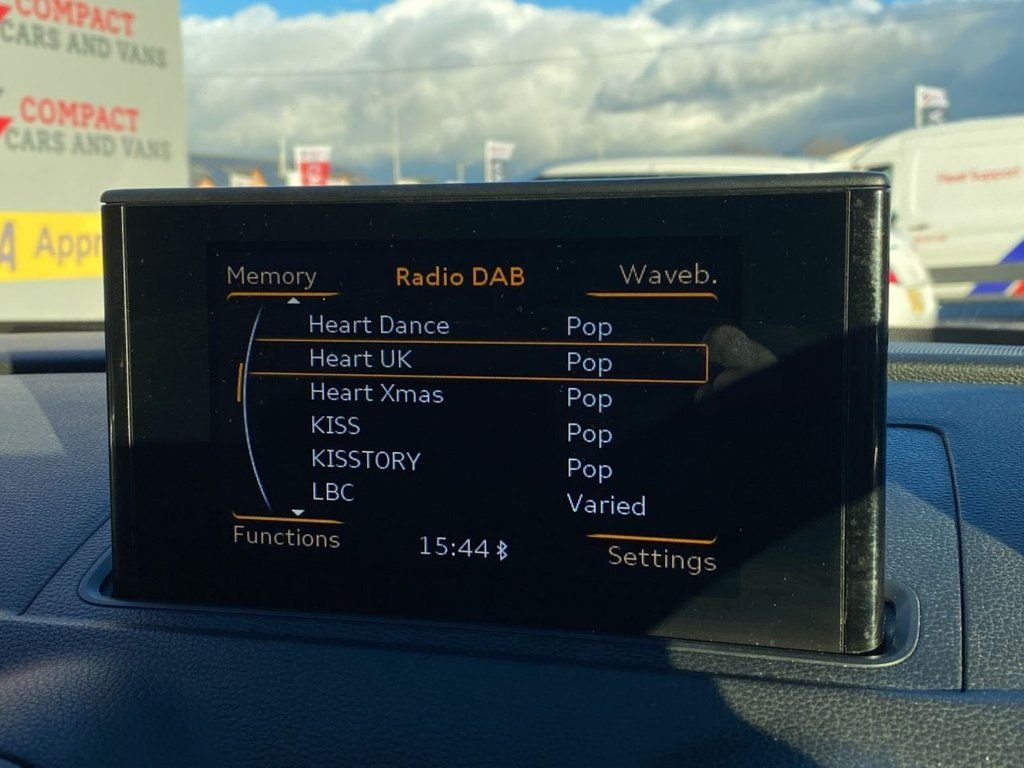 COMPACT
CARS AND VANS
COMPACT
CARS AND VANS
Appr
Memory Radio DAB Waveb.
Heart Dance Pop
Heart UK Pop
Heart Xmas Pop
KISS Pop
KISSTORY Pop
LBC Varied
Functions 15:44 Settings